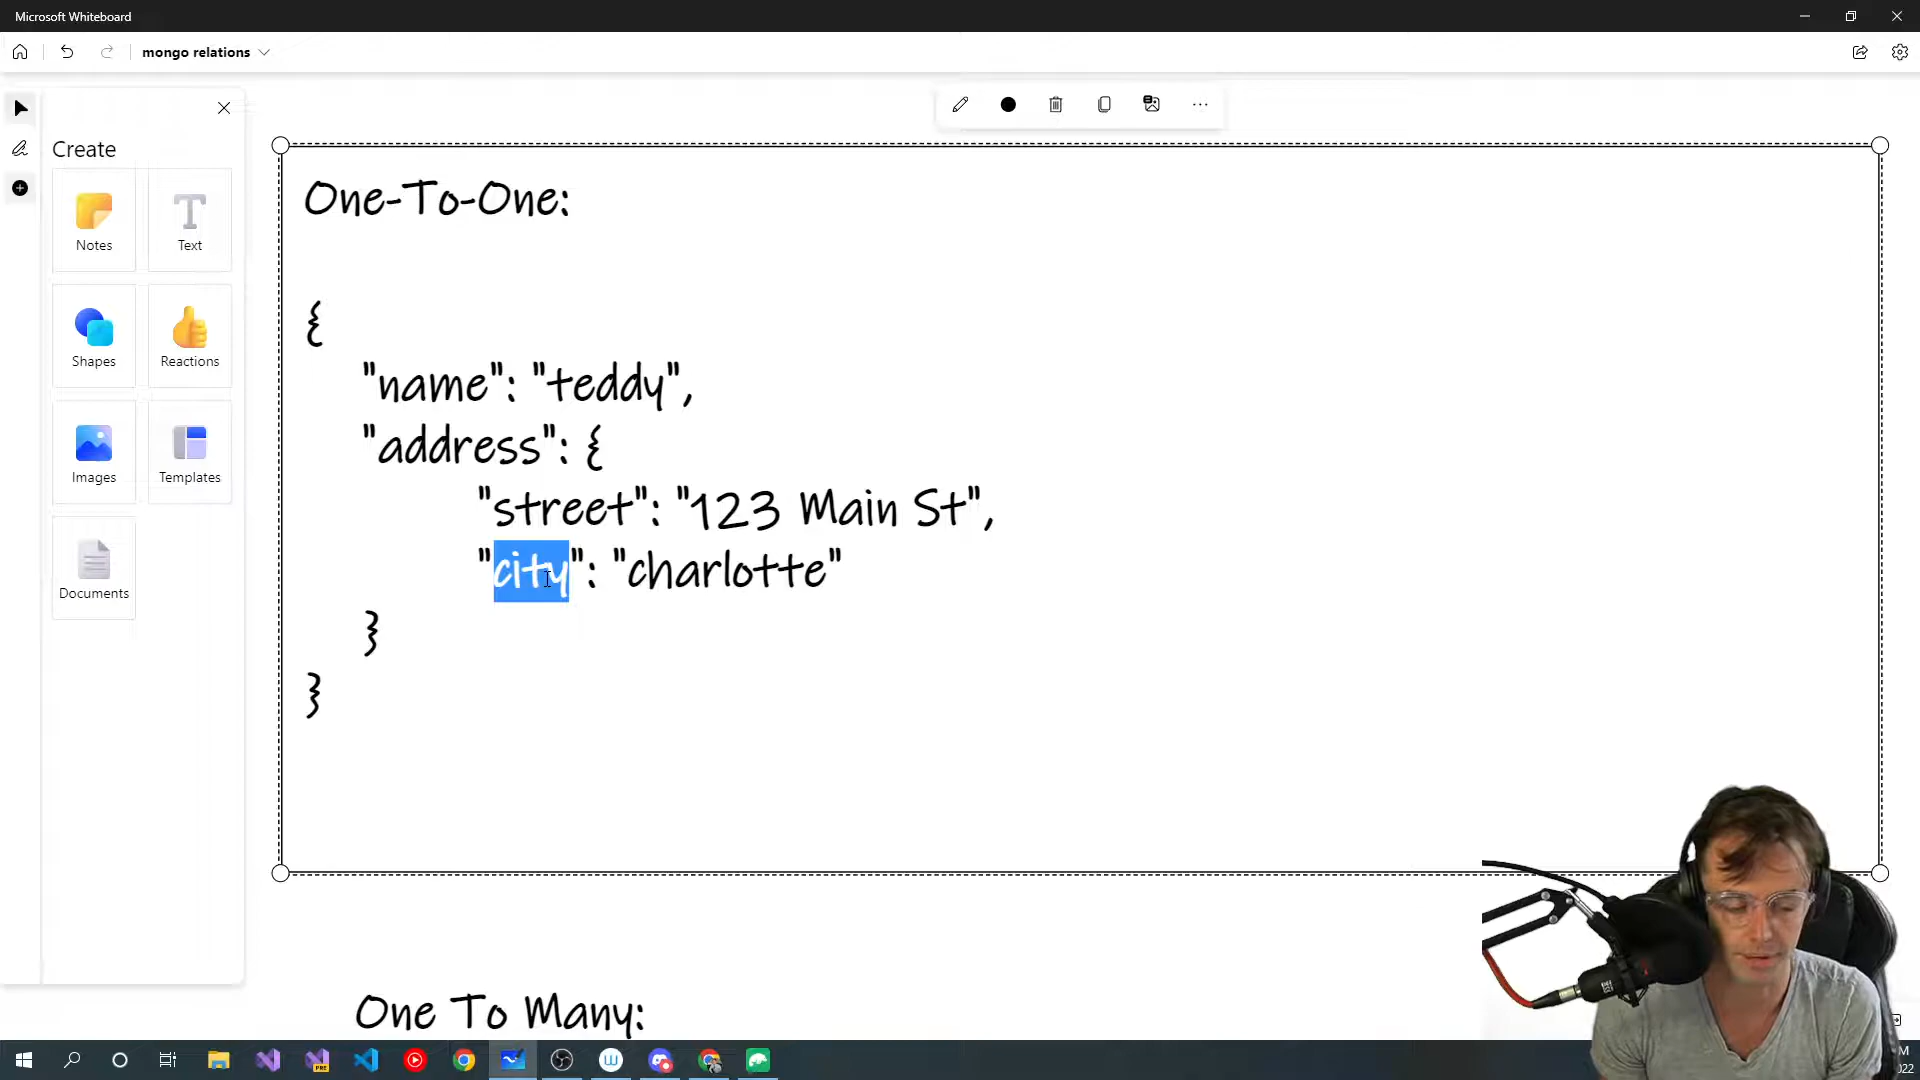 Microsoft Whiteboard
mongo relations
Create
Notes
Text
Shapes
Reactions
Images
Templates
Documents
One-To-One:
{
"name": "teddy",
"address": {
"street": "123 Main St",
"city": "charlotte"
}
}
One To Many: